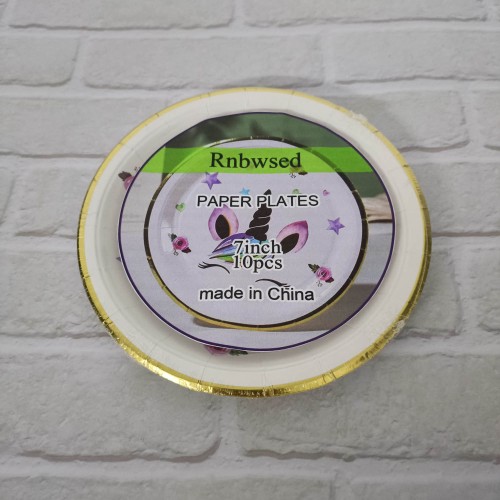 Rnbwsed
PAPER PLATES
7inch
10pcs
made in China